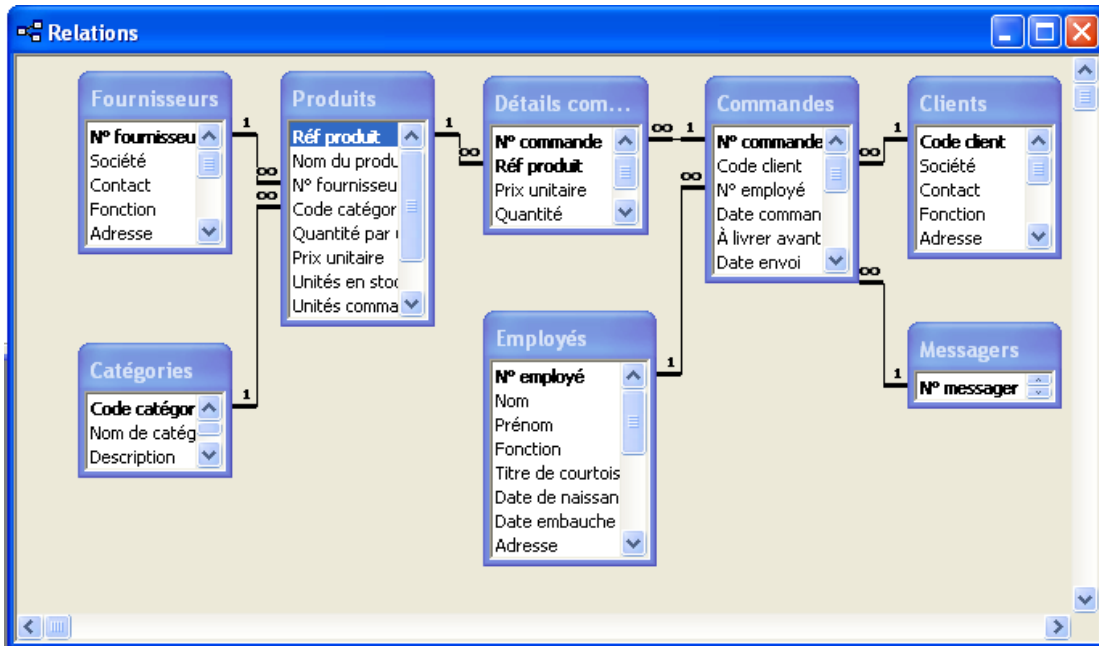 Relations
Fournisseurs
N° fournisseu
Société
Contact
Fonction
Adresse
Produits
Réf produit
Nom du produ
N° fournisseu
Code catégor
Quantité par
Prix unitaire
Unités en stoc
Unités comma
Détails com...
N° commande
Réf produit
Prix unitaire
Quantité
Commandes
N° commande
Code client
N° employé
Date comman
À livrer avant
Date envoi
Clients
Code client
Société
Contact
Fonction
Adresse
Catégories
Code catégor
Nom de catég
Description
Employés
N° employé
Nom
Prénom
Fonction
Titre de courtois
Date de naissan
Date embauche
Adresse
Messagers
N° messager
1
∞
∞
1
1
∞
∞
1
∞
1
∞
1
∞
1